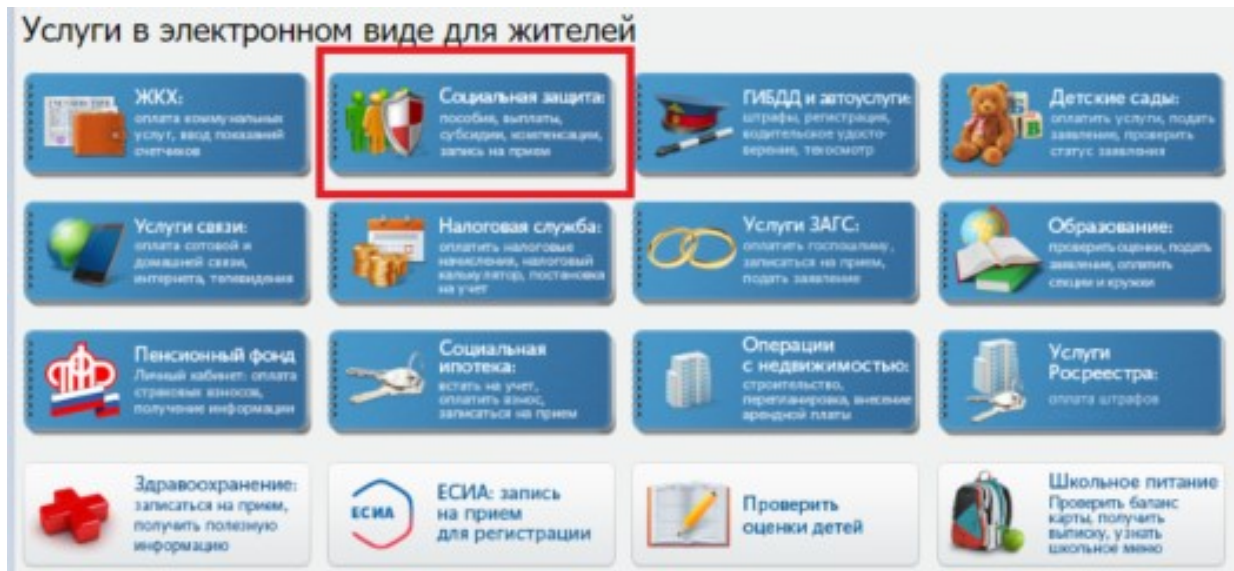 Услуги в электронном виде для жителей
ЖКХ:
оплата коммунальных
услуг, ввод показаний
счетчиков
Социальная защита:
пособия, выплаты,
субсидии, компенсации,
запись на прием
ГИБДД и автоуслуги:
штрафы, регистрация,
водительское удосто-
верение, техосмотр
Детские сады:
оплатить услуги, подать
заявление, проверить
статус заявления
Услуги связи:
оплата сотовой и
домашней связи,
интернета, телевидения
Налоговая служба:
оплатить налоговые
начисления, налоговый
калькулятор, постановка
на учет
Услуги ЗАГС:
оплатить госпошлину,
записаться на прием,
подать заявление
Образование:
проверить оценки, подать
заявление, оплатить
секции и кружки
Пенсионный фонд
Личный кабинет: оплата
страховых взносов,
получение информации
Социальная
ипотека:
встать на учет,
оплатить взнос,
записаться на прием
Операции
с недвижимостью:
строительство,
перепланировка, внесение
арендной платы
Услуги
Росреестра:
оплата штрафов
Здравоохранение:
записаться на прием,
получить полезную
информацию
ЕСИА
ЕСИА: запись
на прием
для регистрации
Проверить
оценки детей
Школьное питание
Проверить баланс
карты, получить
выписку, узнать
школьное меню